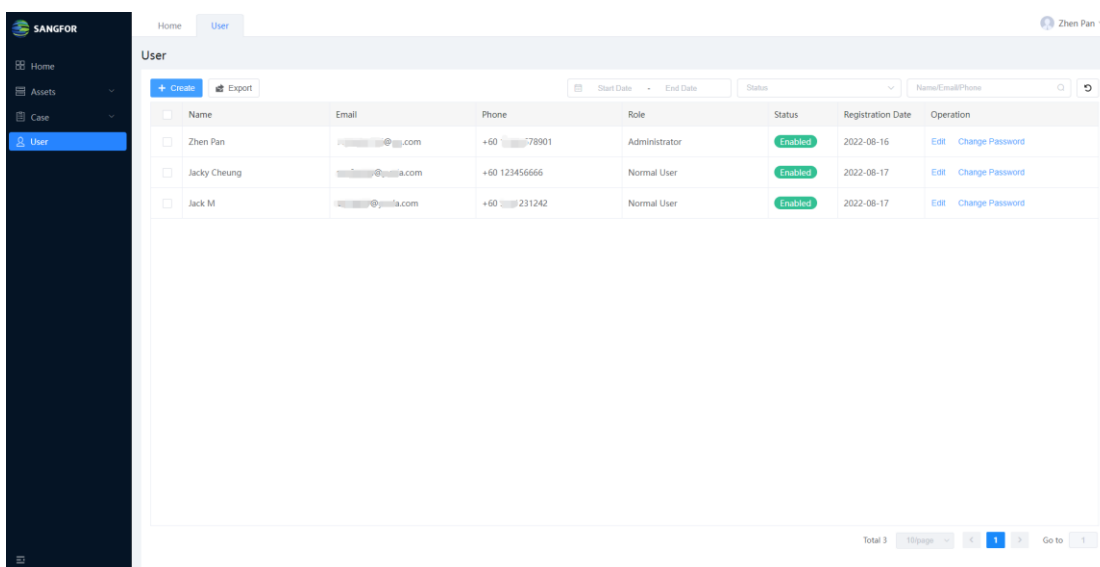 SANGFOR
Home
Assets
Case
User
Home User
Zhen Pan
User
+ Create Export
Start Date - End Date
Status
Name/Email/Phone
Name Email Phone Role Status Registration Date Operation
Zhen Pan @ .com +60 78901 Administrator Enabled 2022-08-16 Edit Change Password
Jacky Cheung @ a.com +60 123456666 Normal User Enabled 2022-08-17 Edit Change Password
Jack M @ a.com +60 231242 Normal User Enabled 2022-08-17 Edit Change Password
Total 3 10/page < 1 > Go to 1